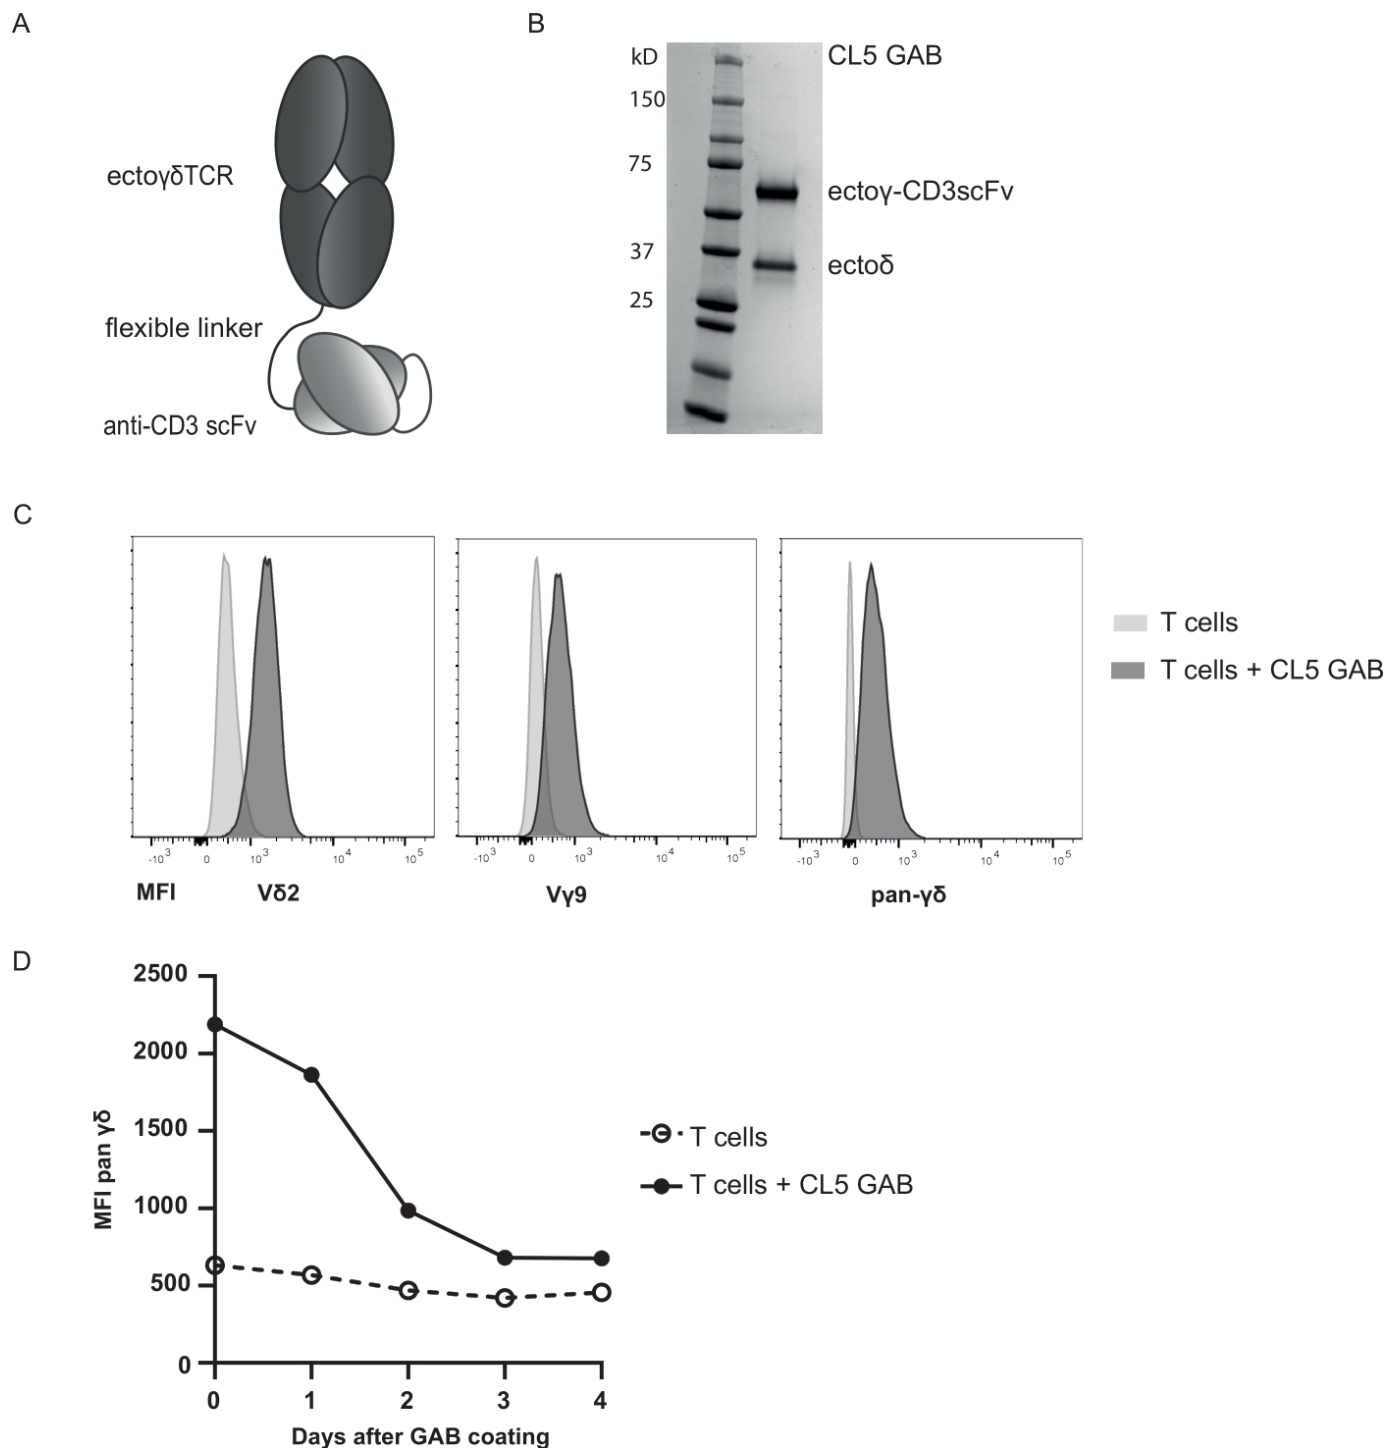 A
ectoγδTCR
flexible linker
anti-CD3 scFv
B
kD
CL5 GAB
150
75
ectoγ-CD3scFv
37
ectoδ
25
C
T cells
T cells + CL5 GAB
-10³ 0 10³ 10⁴ 10⁵
-10³ 0 10³ 10⁴ 10⁵
-10³ 0 10³ 10⁴ 10⁵
MFI Vδ2 Vγ9 pan-γδ
D
2500
2000
1500
1000
500
0
MFI pan γδ
T cells
T cells + CL5 GAB
0 1 2 3 4
Days after GAB coating